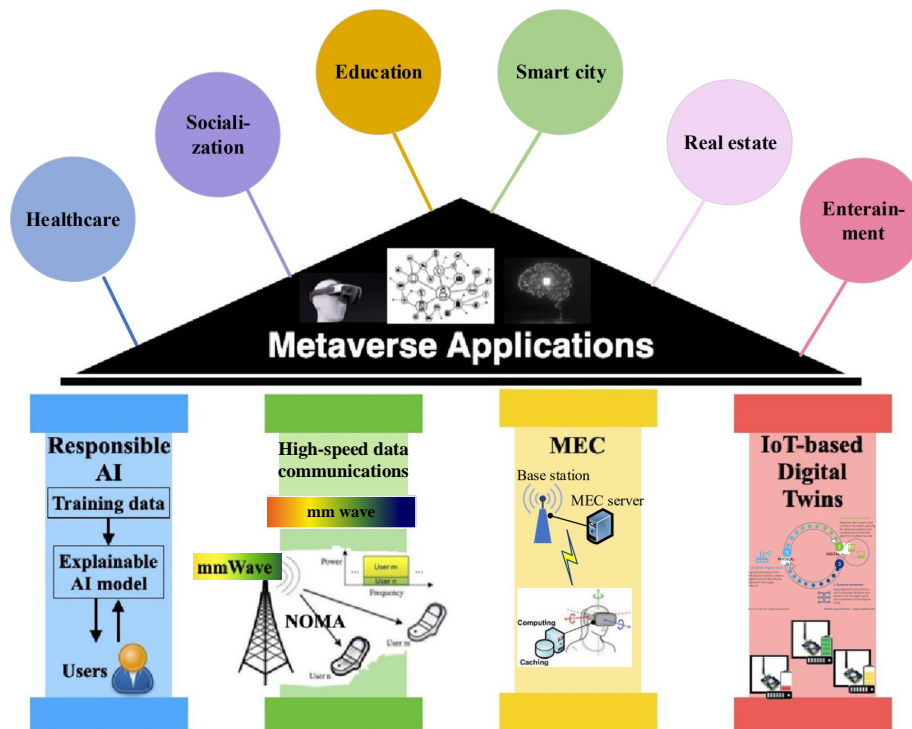 Education
Smart city
Sociali-
zation
Real estate
Healthcare
Enterain-
ment
Metaverse Applications
Responsible
AI
Training data
Explainable
AI model
Users
High-speed data
communications
mm wave
mmWave
Power
User m
User n
Frequency
NOMA
User m
User n
MEC
Base station
MEC server
Computing
Caching
IoT-based
Digital
Twins
PHYSICAL
DIGITAL